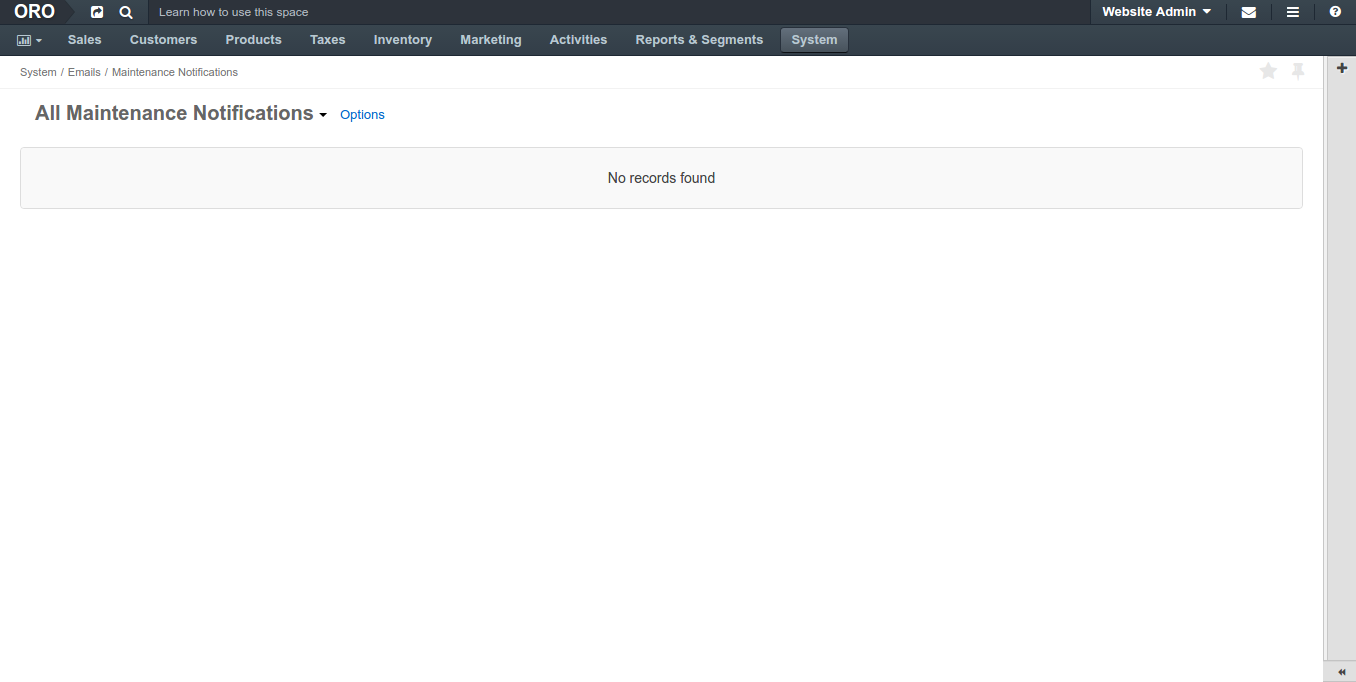 ORO Learn how to use this space Website Admin
Sales Customers Products Taxes Inventory Marketing Activities Reports & Segments System
System / Emails / Maintenance Notifications
All Maintenance Notifications Options
No records found